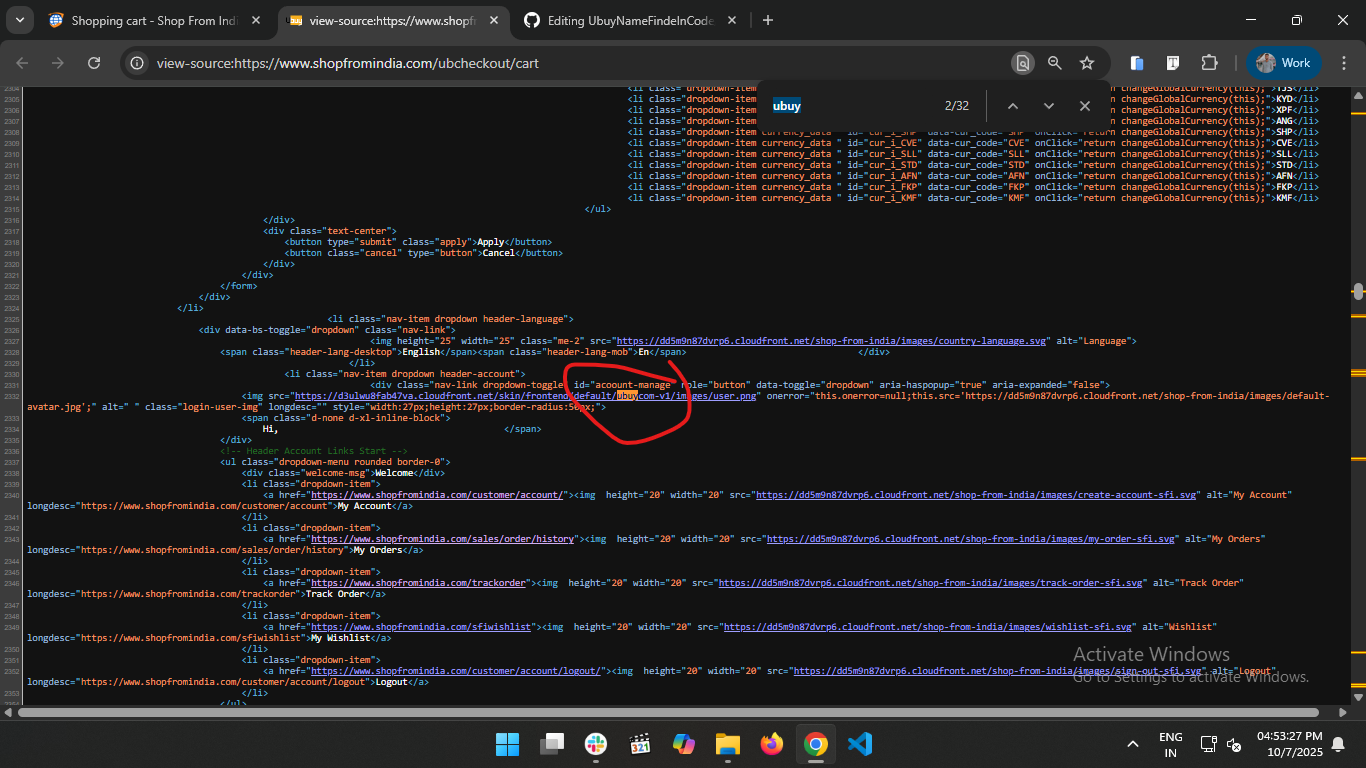 Shopping cart - Shop From Indi
view-source:https://www.shopf
Editing UbuyNameFindeInCode
view-source:https://www.shopfromindia.com/ubcheckout/cart
Work
ubuy
2/32
2304 <li class="dropdown-item changeGlobalCurrency(this);">TJS</li>
2305 <li class="dropdown-item changeGlobalCurrency(this);">KYD</li>
2306 <li class="dropdown-item changeGlobalCurrency(this);">XPF</li>
2307 <li class="dropdown-item changeGlobalCurrency(this);">ANG</li>
2308 <li class="dropdown-item currency_data " id="cur_i_SHP" data-cur_code="SHP" onClick="return changeGlobalCurrency(this);">SHP</li>
2309 <li class="dropdown-item currency_data " id="cur_i_CVE" data-cur_code="CVE" onClick="return changeGlobalCurrency(this);">CVE</li>
2310 <li class="dropdown-item currency_data " id="cur_i_SLL" data-cur_code="SLL" onClick="return changeGlobalCurrency(this);">SLL</li>
2311 <li class="dropdown-item currency_data " id="cur_i_STD" data-cur_code="STD" onClick="return changeGlobalCurrency(this);">STD</li>
2312 <li class="dropdown-item currency_data " id="cur_i_AFN" data-cur_code="AFN" onClick="return changeGlobalCurrency(this);">AFN</li>
2313 <li class="dropdown-item currency_data " id="cur_i_FKP" data-cur_code="FKP" onClick="return changeGlobalCurrency(this);">FKP</li>
2314 <li class="dropdown-item currency_data " id="cur_i_KMF" data-cur_code="KMF" onClick="return changeGlobalCurrency(this);">KMF</li>
2315 </ul>
2316 </div>
2317 <div class="text-center">
2318 <button type="submit" class="apply">Apply</button>
2319 <button class="cancel" type="button">Cancel</button>
2320 </div>
2321 </div>
2322 </form>
2323 </div>
2324 </li>
2325 <li class="nav-item dropdown header-language">
2326 <div data-bs-toggle="dropdown" class="nav-link">
2327 <img height="25" width="25" class="me-2" src="https://dd5m9n87dvrp6.cloudfront.net/shop-from-india/images/country-language.svg" alt="Language">
2328 <span class="header-lang-desktop">English</span><span class="header-lang-mob">En</span> </div>
2329 </li>
2330 <li class="nav-item dropdown header-account">
2331 <div class="nav-link dropdown-toggle" id="account-manage" role="button" data-toggle="dropdown" aria-haspopup="true" aria-expanded="false">
2332 <img src="https://d3ulwu8fab47va.cloudfront.net/skin/frontend/default/ubuycom-v1/images/user.png" onerror="this.onerror=null;this.src='https://dd5m9n87dvrp6.cloudfront.net/shop-from-india/images/default-
avatar.jpg';" alt=" " class="login-user-img" longdesc="" style="width:27px;height:27px;border-radius:50px;">
2333 <span class="d-none d-xl-inline-block">
2334 Hi, </span>
2335 </div>
2336 <!-- Header Account Links Start -->
2337 <ul class="dropdown-menu rounded border-0">
2338 <div class="welcome-msg">Welcome</div>
2339 <li class="dropdown-item">
2340 <a href="https://www.shopfromindia.com/customer/account/"><img height="20" width="20" src="https://dd5m9n87dvrp6.cloudfront.net/shop-from-india/images/create-account-sfi.svg" alt="My Account"
longdesc="https://www.shopfromindia.com/customer/account">My Account</a>
2341 </li>
2342 <li class="dropdown-item">
2343 <a href="https://www.shopfromindia.com/sales/order/history"><img height="20" width="20" src="https://dd5m9n87dvrp6.cloudfront.net/shop-from-india/images/my-order-sfi.svg" alt="My Orders"
longdesc="https://www.shopfromindia.com/sales/order/history">My Orders</a>
2344 </li>
2345 <li class="dropdown-item">
2346 <a href="https://www.shopfromindia.com/trackorder"><img height="20" width="20" src="https://dd5m9n87dvrp6.cloudfront.net/shop-from-india/images/track-order-sfi.svg" alt="Track Order"
longdesc="https://www.shopfromindia.com/trackorder">Track Order</a>
2347 </li>
2348 <li class="dropdown-item">
2349 <a href="https://www.shopfromindia.com/sfiwishlist"><img height="20" width="20" src="https://dd5m9n87dvrp6.cloudfront.net/shop-from-india/images/wishlist-sfi.svg" alt="Wishlist"
longdesc="https://www.shopfromindia.com/sfiwishlist">My Wishlist</a>
2350 </li>
2351 <li class="dropdown-item">
2352 <a href="https://www.shopfromindia.com/customer/account/logout/"><img height="20" width="20" src="https://dd5m9n87dvrp6.cloudfront.net/shop-from-india/images/sign-out-sfi.svg" alt="Logout"
longdesc="https://www.shopfromindia.com/customer/account/logout">Logout</a>
2353 </li>
2354 </ul>
Activate Windows
Go to Settings to activate Windows.
321
ENG
IN
04:53:27 PM
10/7/2025